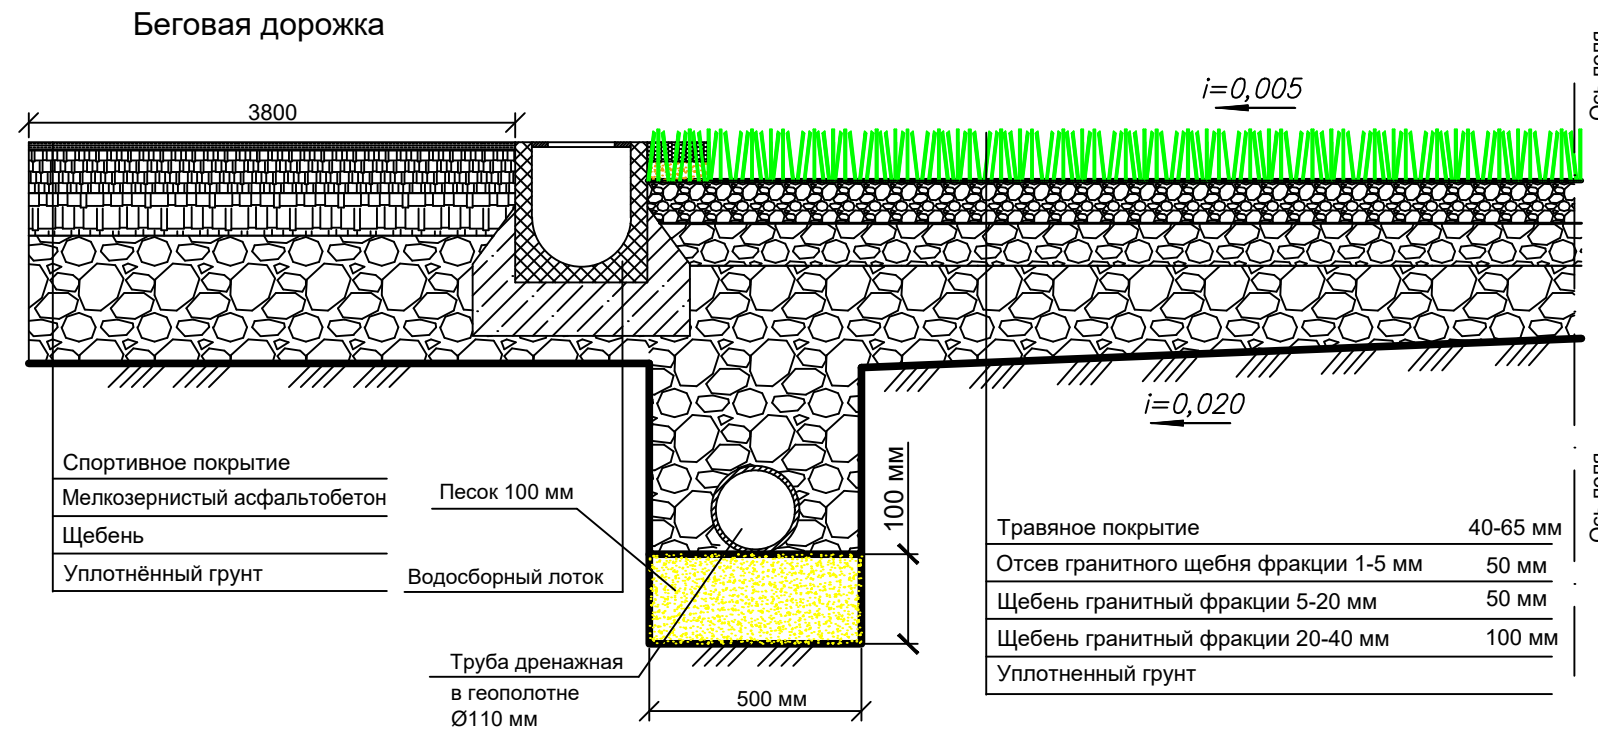 Беговая дорожка
3800
i=0,005
i=0,020
Спортивное покрытие
Мелкозернистый асфальтобетон
Щебень
Уплотнённый грунт
Песок 100 мм
Водосборный лоток
Труба дренажная
в геополотне
Ø110 мм
100 мм
500 мм
Травяное покрытие 40-65 мм
Отсев гранитного щебня фракции 1-5 мм 50 мм
Щебень гранитный фракции 5-20 мм 50 мм
Щебень гранитный фракции 20-40 мм 100 мм
Уплотненный грунт